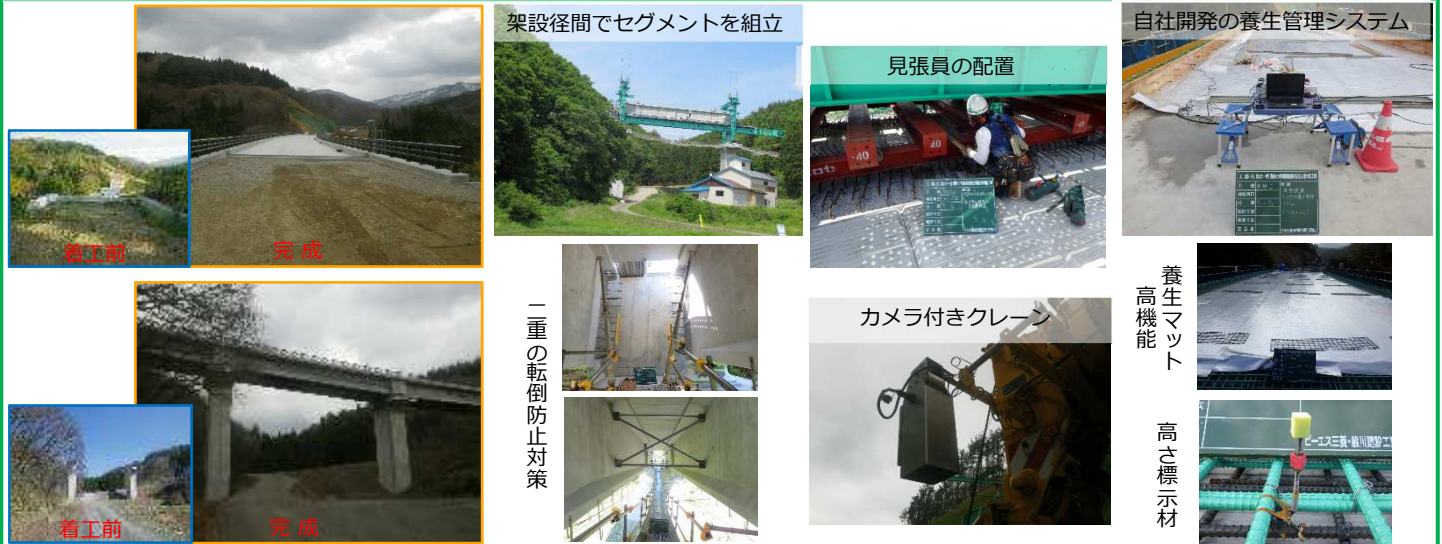 着工前
完成
着工前
完成
架設径間でセグメントを組立
二重の転倒防止対策
見張員の配置
40
40
カメラ付きクレーン
自社開発の養生管理システム
高機能
養生マット
高さ標示材